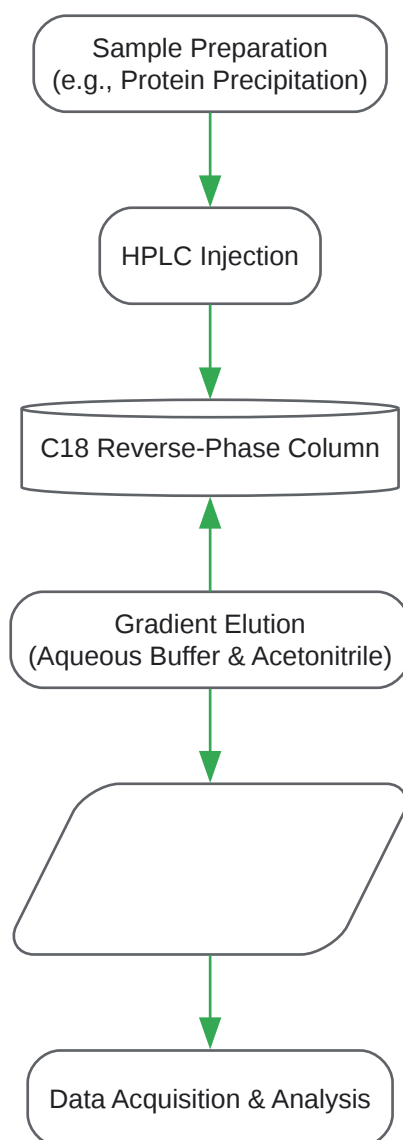 Sample Preparation
(e.g., Protein Precipitation)
HPLC Injection
C18 Reverse-Phase Column
Gradient Elution
(Aqueous Buffer & Acetonitrile)
Data Acquisition & Analysis